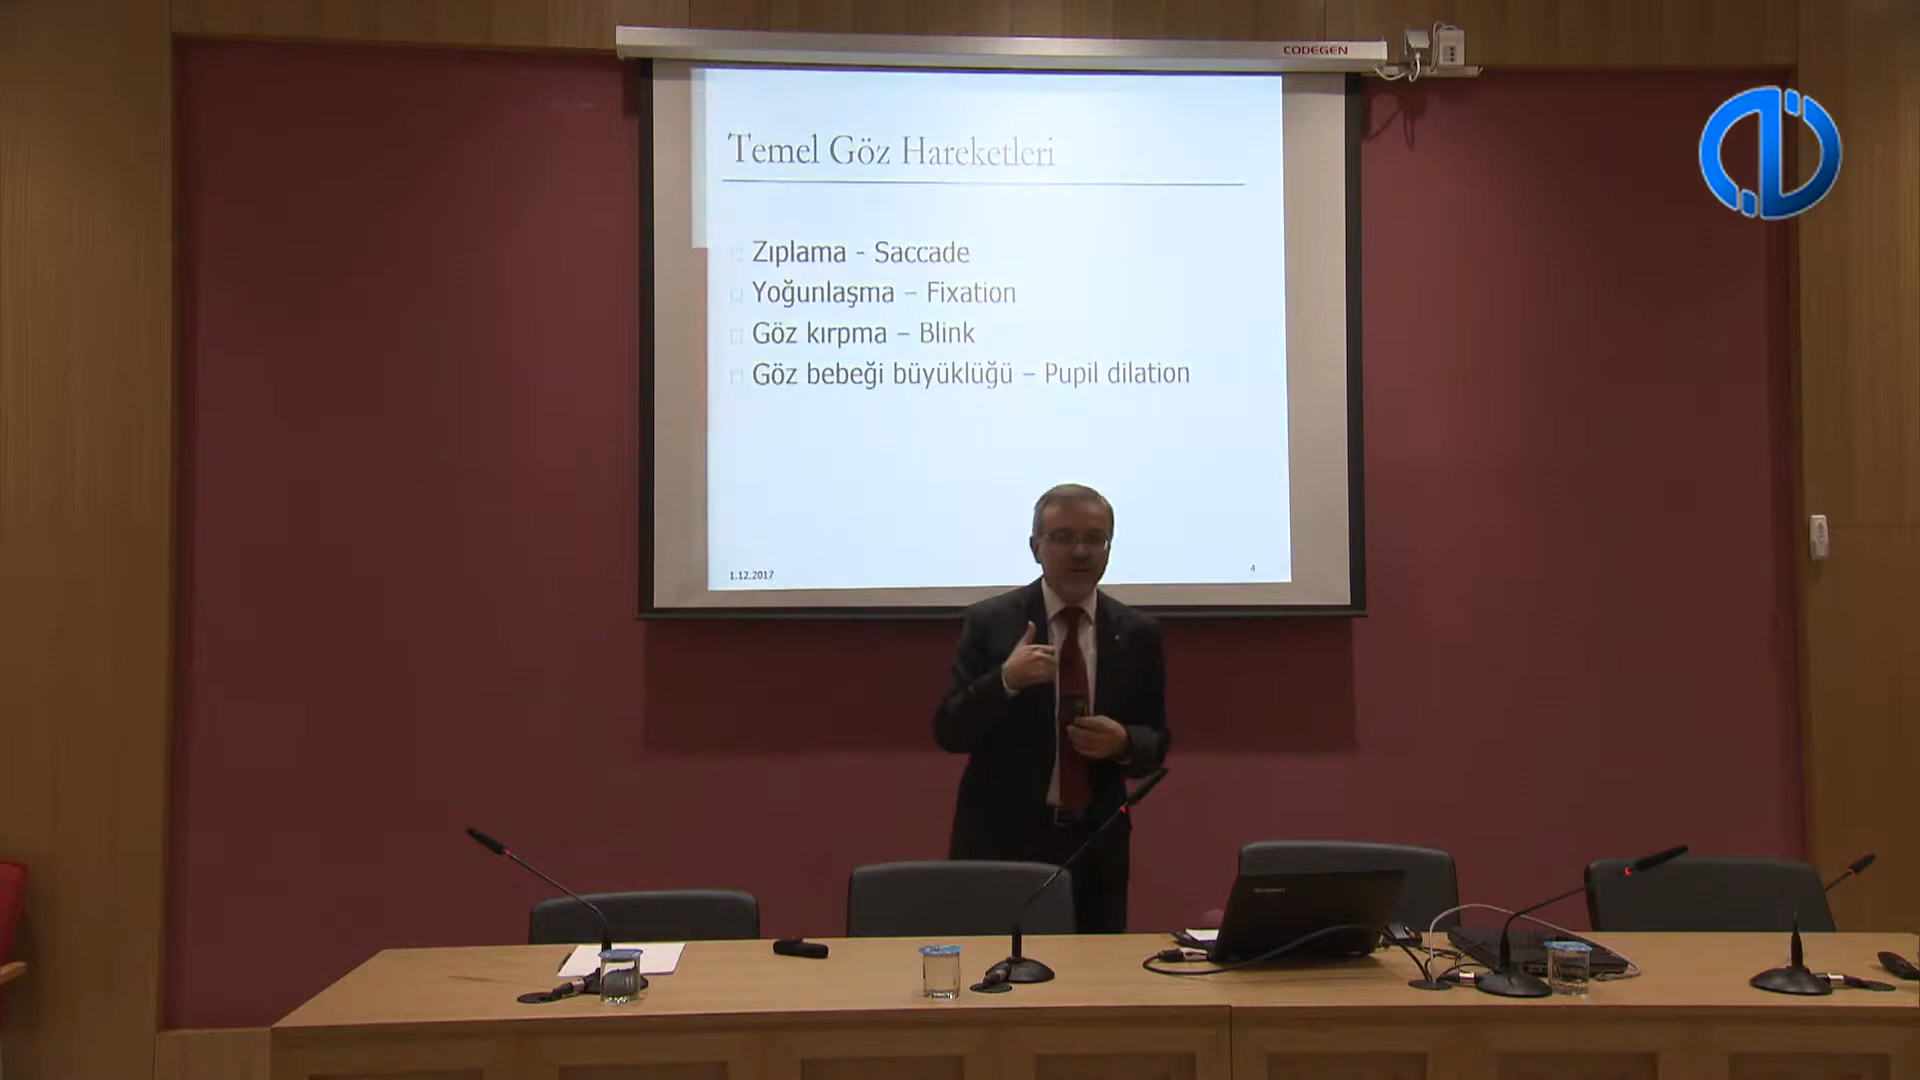 CODEGEN
Temel Göz Hareketleri
Zıplama - Saccade
Yoğunlaşma – Fixation
Göz kırpma – Blink
Göz bebeği büyüklüğü – Pupil dilation
1.12.2017
4